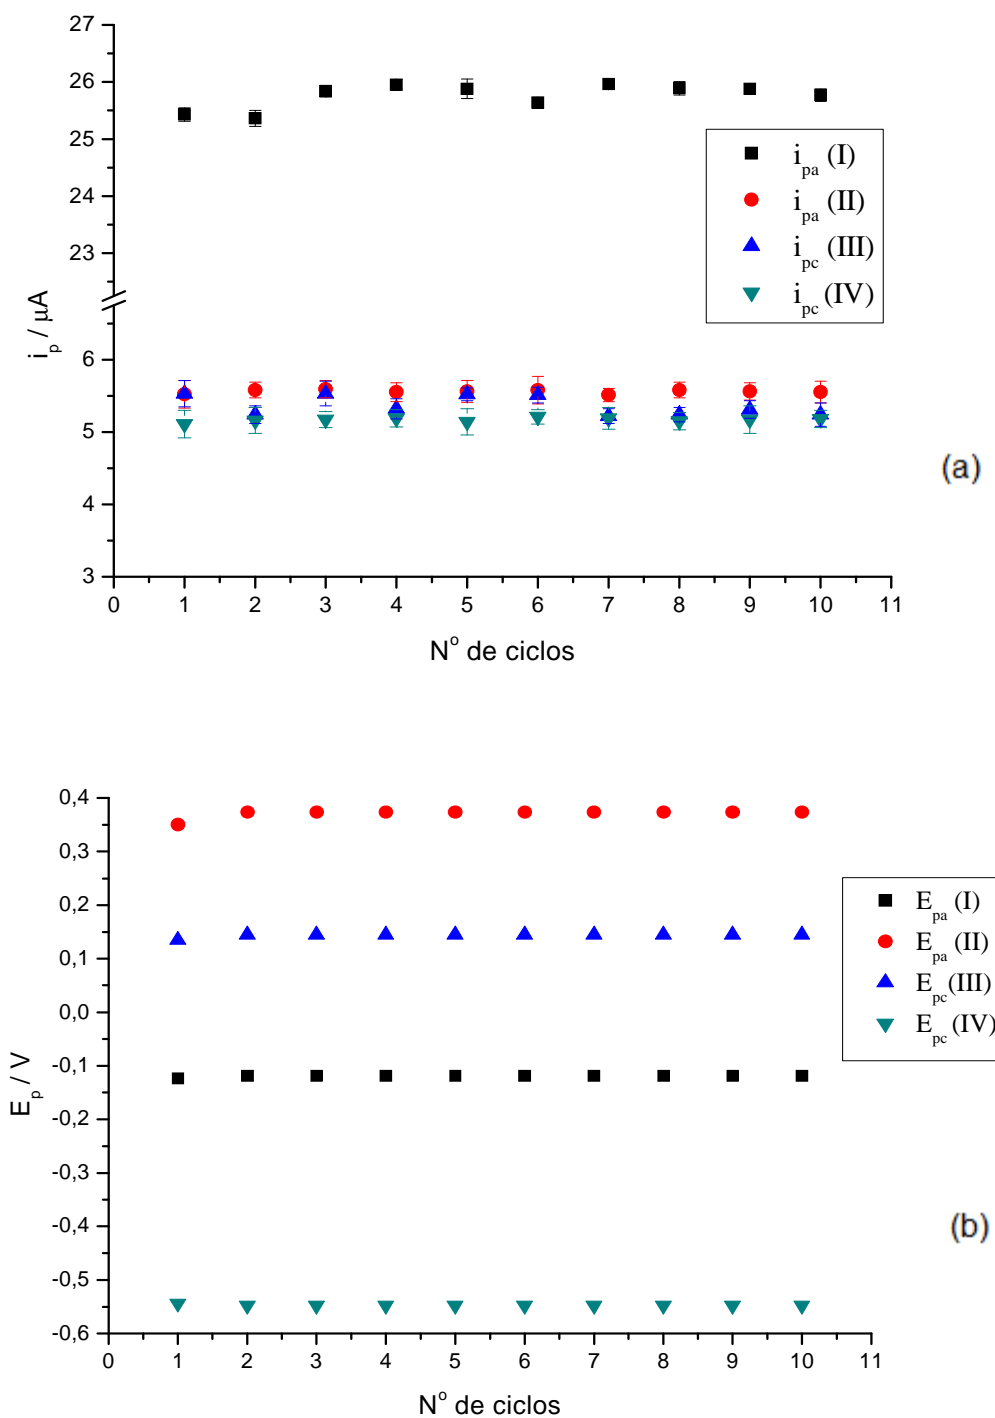 27
26
25
24
23
6
5
4
3
i_p / µA
0 1 2 3 4 5 6 7 8 9 10 11
N° de ciclos
i_pa (I)
i_pa (II)
i_pc (III)
i_pc (IV)
(a)
0,4
0,3
0,2
0,1
0,0
-0,1
-0,2
-0,3
-0,4
-0,5
-0,6
E_p / V
0 1 2 3 4 5 6 7 8 9 10 11
N° de ciclos
E_pa (I)
E_pa (II)
E_pc (III)
E_pc (IV)
(b)